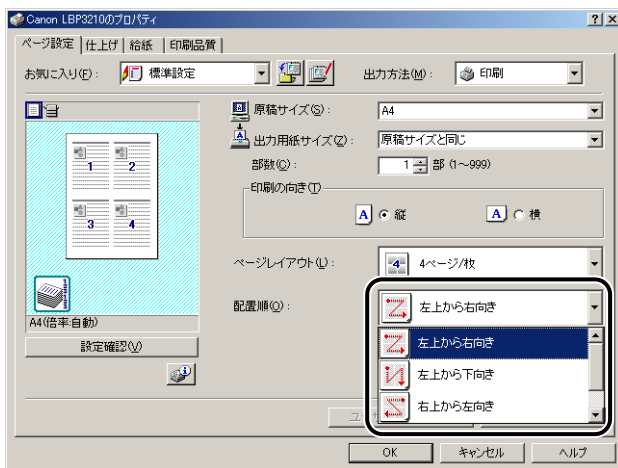 Canon LBP3210のプロパティ
ページ設定 仕上げ 給紙 印刷品質
お気に入り(F): 標準設定 出力方法(M): 印刷
原稿サイズ(S): A4
出力用紙サイズ(Z): 原稿サイズと同じ
部数(C): 1 部 (1～999)
印刷の向き(T)
A 縦 A 横
ページレイアウト(L): 4 4ページ/枚
配置順(O): 左上から右向き
左上から右向き
左上から下向き
右上から左向き
1 2
3 4
A4(倍率:自動)
設定確認(V)
OK キャンセル ヘルプ